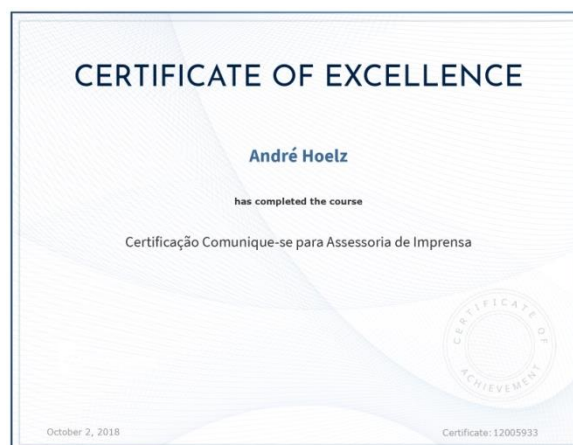 CERTIFICATE OF EXCELLENCE
André Hoelz
has completed the course
Certificação Comunique-se para Assessoria de Imprensa
CERTIFICATE OF
ACHIEVEMENT
October 2, 2018
Certificate: 12005933